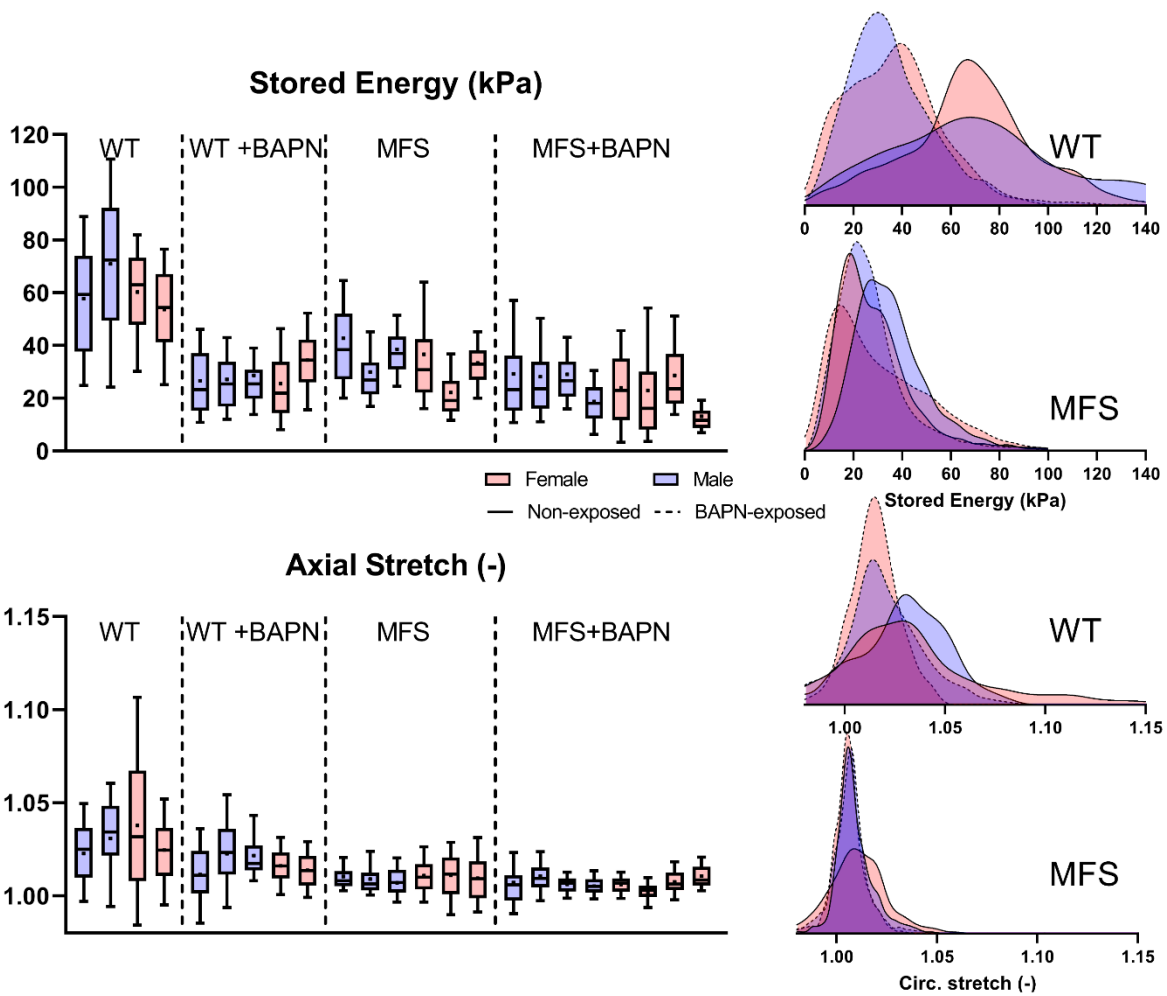 Stored Energy (kPa)
120
100
80
60
40
20
0
WT
WT +BAPN
MFS
MFS+BAPN
WT
0 20 40 60 80 100 120 140
MFS
0 20 40 60 80 100 120 140
Stored Energy (kPa)
Female
Male
Non-exposed
BAPN-exposed
Axial Stretch (-)
1.15
1.10
1.05
1.00
WT
WT +BAPN
MFS
MFS+BAPN
WT
1.00 1.05 1.10 1.15
MFS
1.00 1.05 1.10 1.15
Circ. stretch (-)